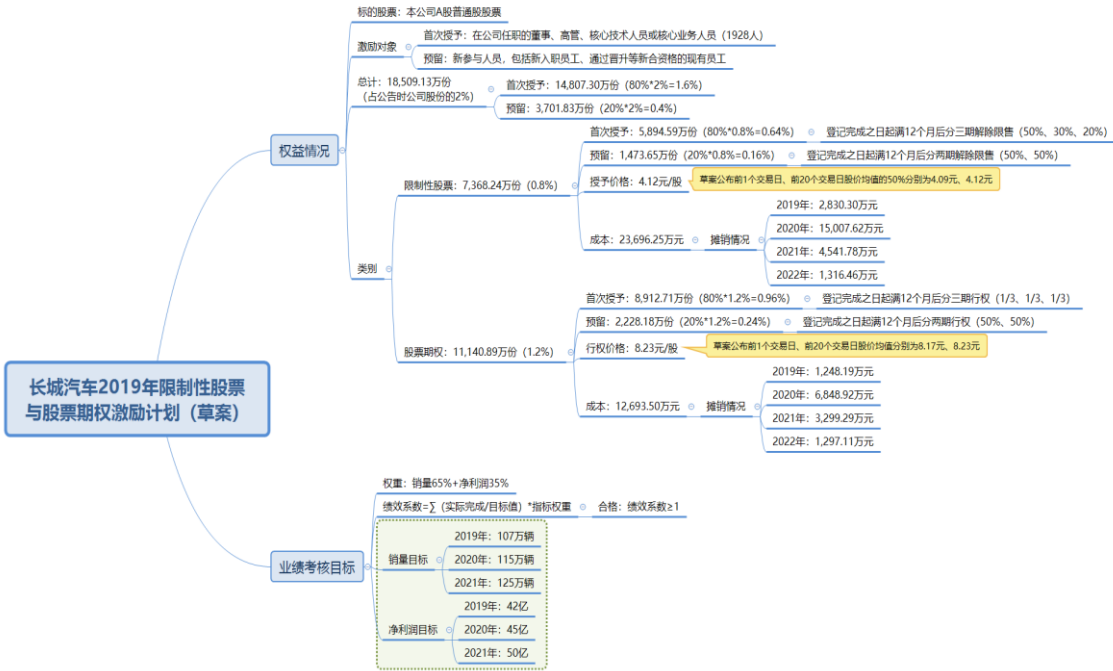 长城汽车2019年限制性股票
与股票期权激励计划（草案）
权益情况
标的股票：本公司A股普通股股票
激励对象
首次授予：在公司任职的董事、高管、核心技术人员或核心业务人员（1928人）
预留：新参与人员，包括新入职员工、通过晋升等新合资格的现有员工
总计：18,509.13万份
（占公告时公司股份的2%）
首次授予：14,807.30万份（80%*2%=1.6%）
预留：3,701.83万份（20%*2%=0.4%）
类别
限制性股票：7,368.24万份（0.8%）
首次授予：5,894.59万份（80%*0.8%=0.64%）
登记完成之日起满12个月后分三期解除限售（50%、30%、20%）
预留：1,473.65万份（20%*0.8%=0.16%）
登记完成之日起满12个月后分两期解除限售（50%、50%）
授予价格：4.12元/股
草案公布前1个交易日、前20个交易日股价均值的50%分别为4.09元、4.12元
成本：23,696.25万元
摊销情况
2019年：2,830.30万元
2020年：15,007.62万元
2021年：4,541.78万元
2022年：1,316.46万元
股票期权：11,140.89万份（1.2%）
首次授予：8,912.71万份（80%*1.2%=0.96%）
登记完成之日起满12个月后分三期行权（1/3、1/3、1/3）
预留：2,228.18万份（20%*1.2%=0.24%）
登记完成之日起满12个月后分两期行权（50%、50%）
行权价格：8.23元/股
草案公布前1个交易日、前20个交易日股价均值分别为8.17元、8.23元
成本：12,693.50万元
摊销情况
2019年：1,248.19万元
2020年：6,848.92万元
2021年：3,299.29万元
2022年：1,297.11万元
业绩考核目标
权重：销量65%+净利润35%
绩效系数=∑（实际完成/目标值）*指标权重
合格：绩效系数≥1
销量目标
2019年：107万辆
2020年：115万辆
2021年：125万辆
净利润目标
2019年：42亿
2020年：45亿
2021年：50亿